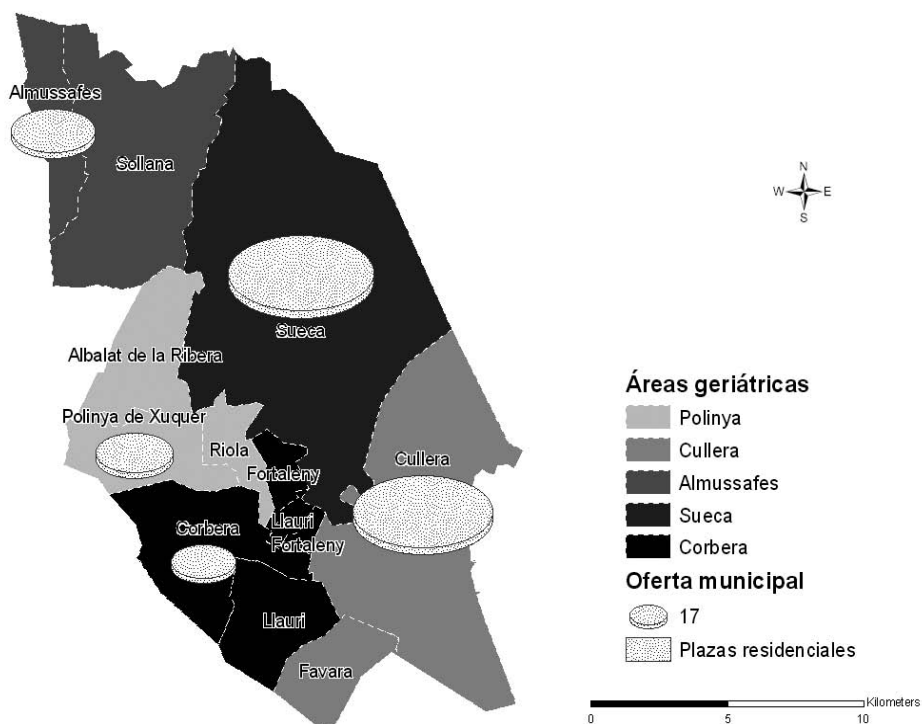 Almussafes
Sollana
Sueca
Albalat de la Ribera
Polinya de Xuquer
Riola
Fortaleny
Cullera
Llauri
Fortaleny
Corbera
Llauri
Favara
N
W
E
S
Áreas geriátricas
Polinya
Cullera
Almussafes
Sueca
Corbera
Oferta municipal
17
Plazas residenciales
Kilometers
0
5
10